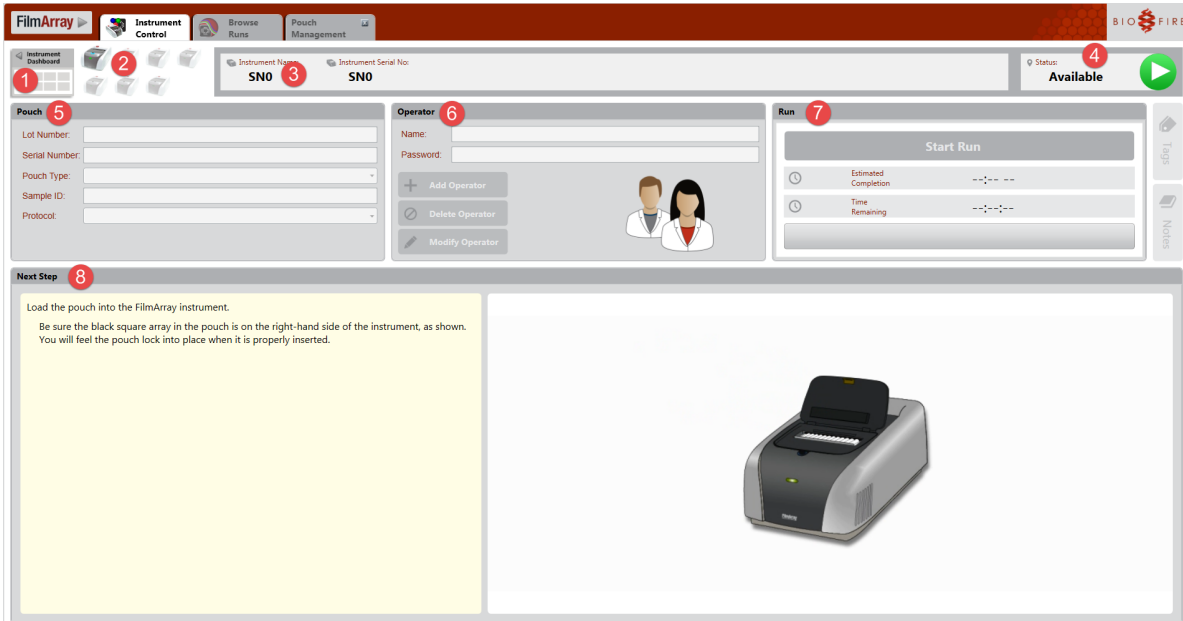 FilmArray
Instrument Control
Browse Runs
Pouch Management
BIO FIRE
Instrument Dashboard
1
2
Instrument Name:
SN0
3
Instrument Serial No:
SN0
Status:
Available
4
Pouch
5
Lot Number:
Serial Number:
Pouch Type:
Sample ID:
Protocol:
Operator
6
Name:
Password:
Add Operator
Delete Operator
Modify Operator
Run
7
Start Run
Estimated Completion
--:-- --
Time Remaining
--:--:--
Tags
Notes
Next Step
8
Load the pouch into the FilmArray instrument.
Be sure the black square array in the pouch is on the right-hand side of the instrument, as shown.
You will feel the pouch lock into place when it is properly inserted.